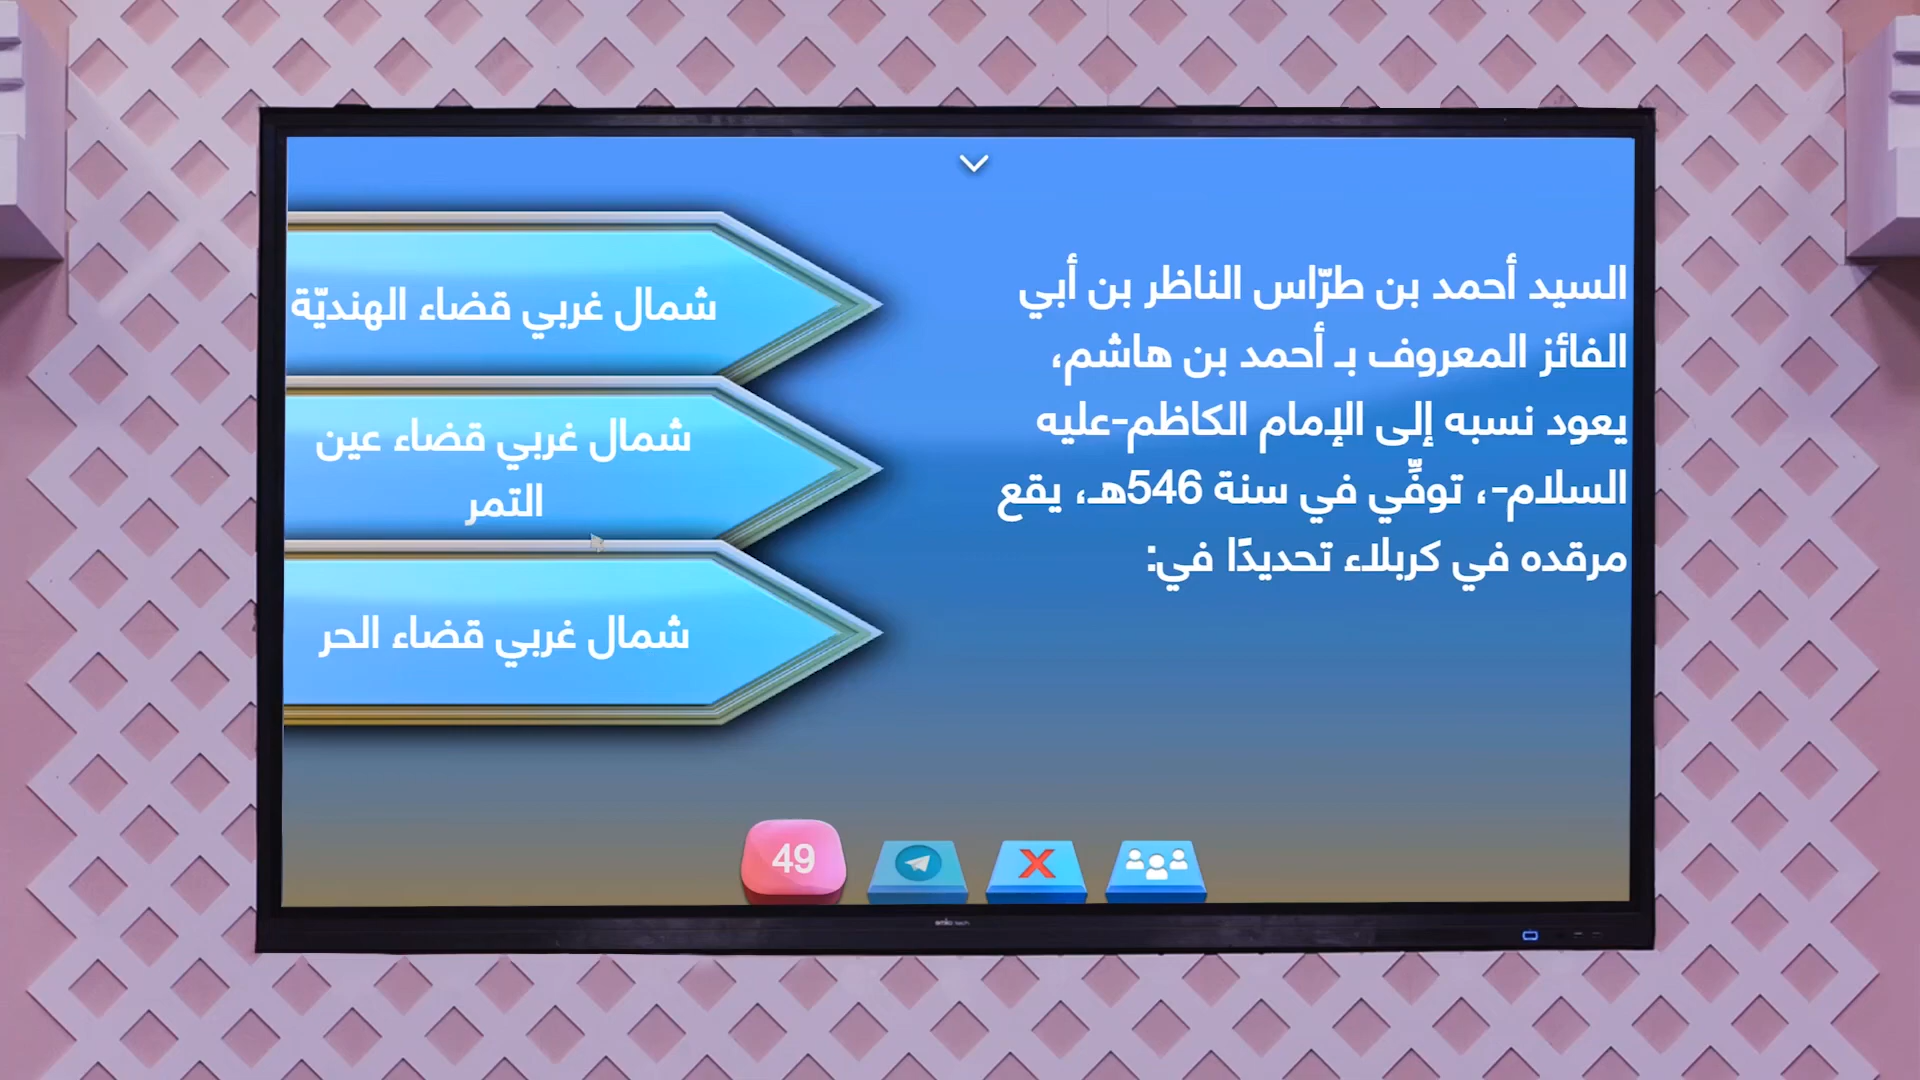 السيد أحمد بن طرّاس الناظر بن أبي
الفائز المعروف بـ أحمد بن هاشم،
يعود نسبه إلى الإمام الكاظم-عليه
السلام-، توفِّي في سنة 546هـ، يقع
مرقده في كربلاء تحديدًا في:
شمال غربي قضاء الهنديّة
شمال غربي قضاء عين
التمر
شمال غربي قضاء الحر
49
X